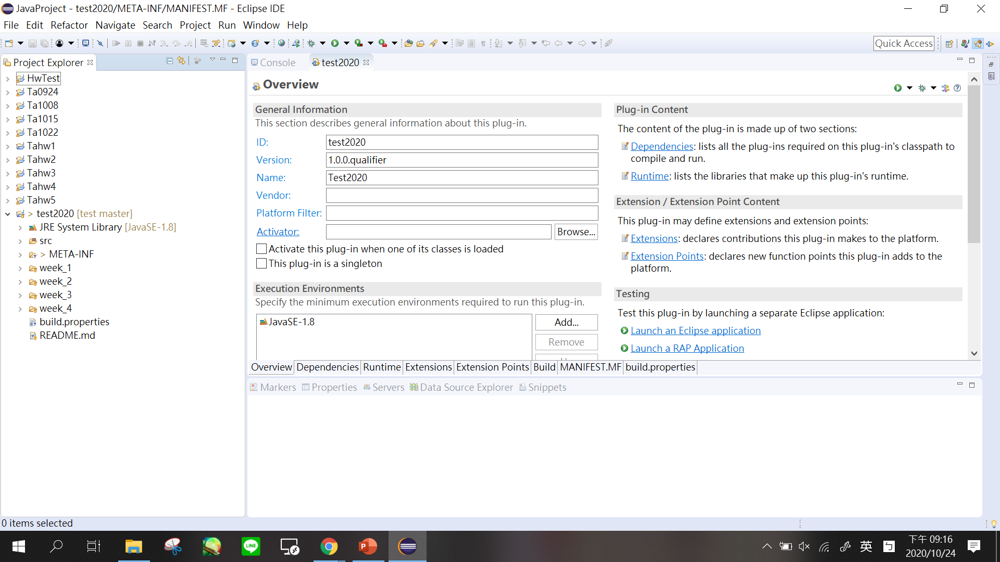 JavaProject - test2020/META-INF/MANIFEST.MF - Eclipse IDE
File Edit Refactor Navigate Search Project Run Window Help
Quick Access
Project Explorer
HwTest
Ta0924
Ta1008
Ta1015
Ta1022
Tahw1
Tahw2
Tahw3
Tahw4
Tahw5
> test2020 [test master]
JRE System Library [JavaSE-1.8]
src
> META-INF
week_1
week_2
week_3
week_4
build.properties
README.md
Console test2020
Overview
General Information
This section describes general information about this plug-in.
ID: test2020
Version: 1.0.0.qualifier
Name: Test2020
Vendor:
Platform Filter:
Activator: Browse...
Activate this plug-in when one of its classes is loaded
This plug-in is a singleton
Execution Environments
Specify the minimum execution environments required to run this plug-in.
JavaSE-1.8
Add...
Remove
Plug-in Content
The content of the plug-in is made up of two sections:
Dependencies: lists all the plug-ins required on this plug-in's classpath to
compile and run.
Runtime: lists the libraries that make up this plug-in's runtime.
Extension / Extension Point Content
This plug-in may define extensions and extension points:
Extensions: declares contributions this plug-in makes to the platform.
Extension Points: declares new function points this plug-in adds to the
platform.
Testing
Test this plug-in by launching a separate Eclipse application:
Launch an Eclipse application
Launch a RAP Application
Overview Dependencies Runtime Extensions Extension Points Build MANIFEST.MF build.properties
Markers Properties Servers Data Source Explorer Snippets
0 items selected
LINE
P
英
ㄅ
下午 09:16
2020/10/24